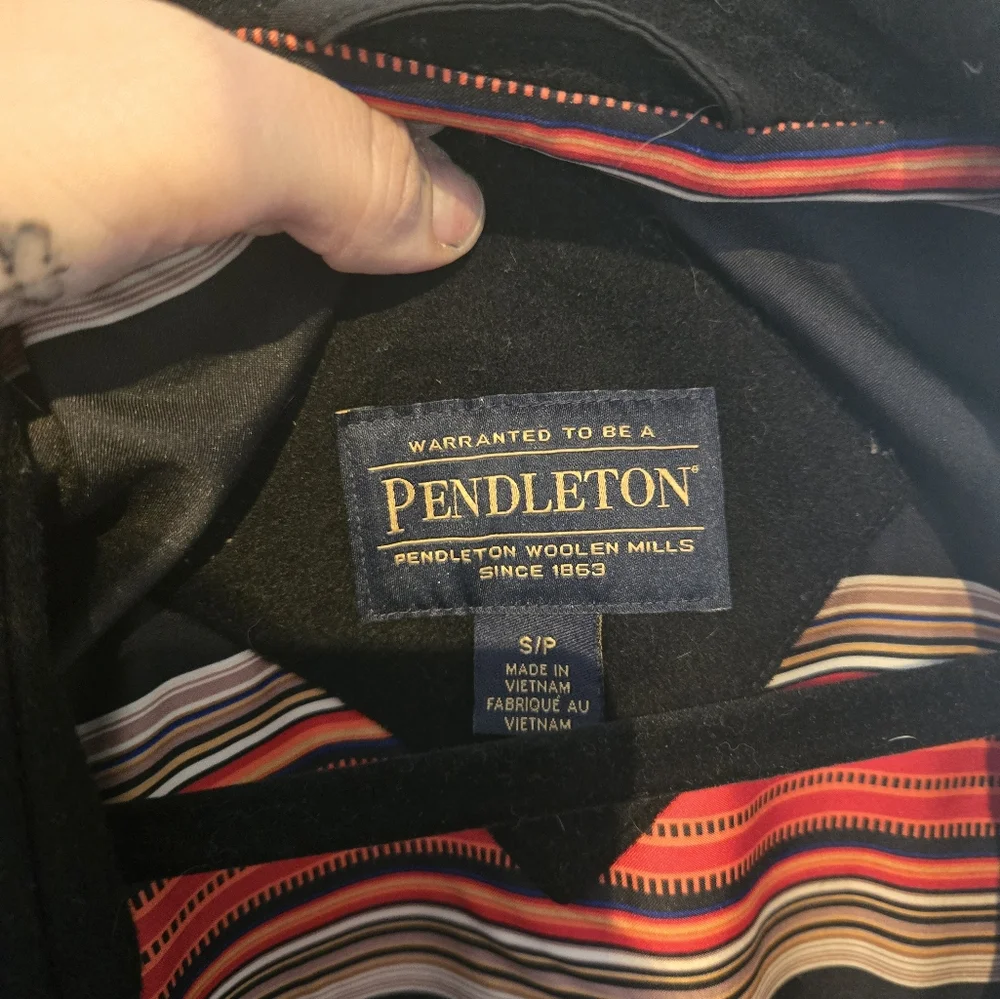 WARRANTED TO BE A
PENDLETON®
PENDLETON WOOLEN MILLS
SINCE 1863
S/P
MADE IN
VIETNAM
FABRIQUÉ AU
VIETNAM